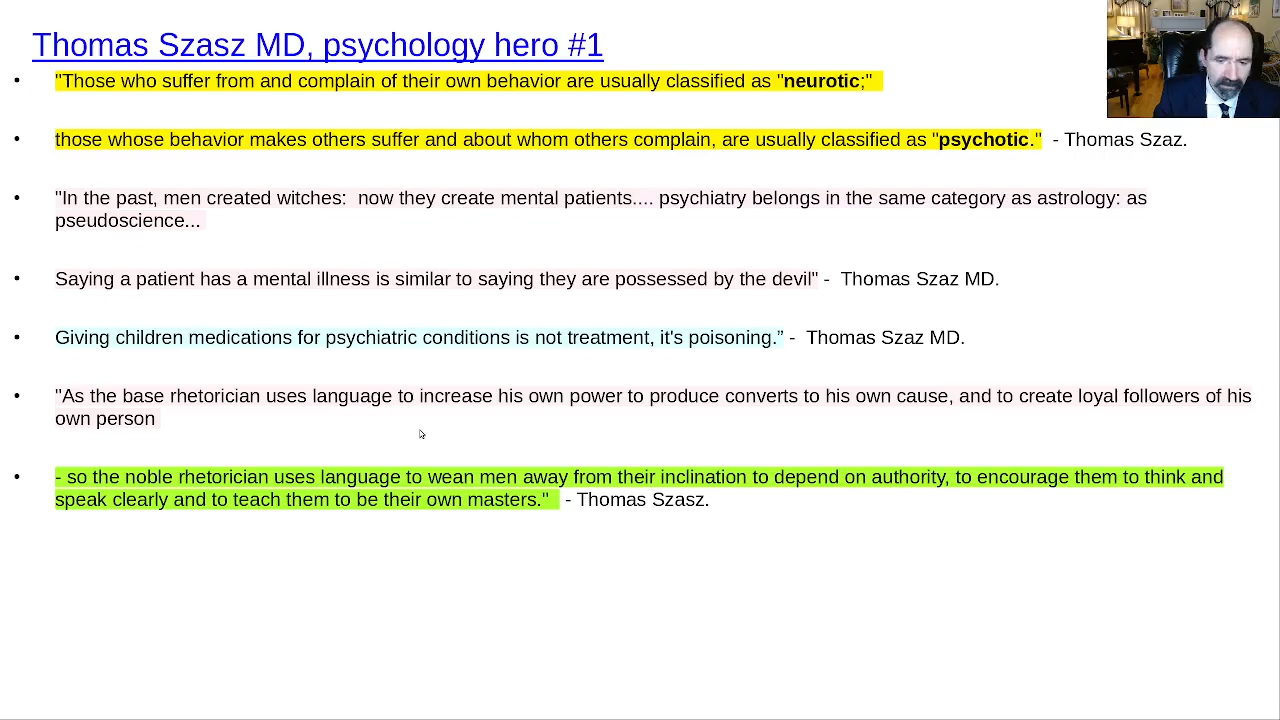 Thomas Szasz MD, psychology hero #1
• "Those who suffer from and complain of their own behavior are usually classified as "neurotic;"
• those whose behavior makes others suffer and about whom others complain, are usually classified as "psychotic." - Thomas Szaz.
• "In the past, men created witches:  now they create mental patients.... psychiatry belongs in the same category as astrology: as
pseudoscience...
• Saying a patient has a mental illness is similar to saying they are possessed by the devil" -  Thomas Szaz MD.
• Giving children medications for psychiatric conditions is not treatment, it's poisoning.” -  Thomas Szaz MD.
• "As the base rhetorician uses language to increase his own power to produce converts to his own cause, and to create loyal followers of his
own person
• - so the noble rhetorician uses language to wean men away from their inclination to depend on authority, to encourage them to think and
speak clearly and to teach them to be their own masters."  - Thomas Szasz.